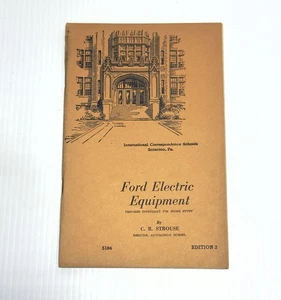 International Correspondence Schools
Scranton, Pa.
Ford Electric
Equipment
PREPARED ESPECIALLY FOR HOME STUDY
By
C. R. STROUSE
DIRECTOR, AUTOMOBILE SCHOOL
5184
EDITION 2